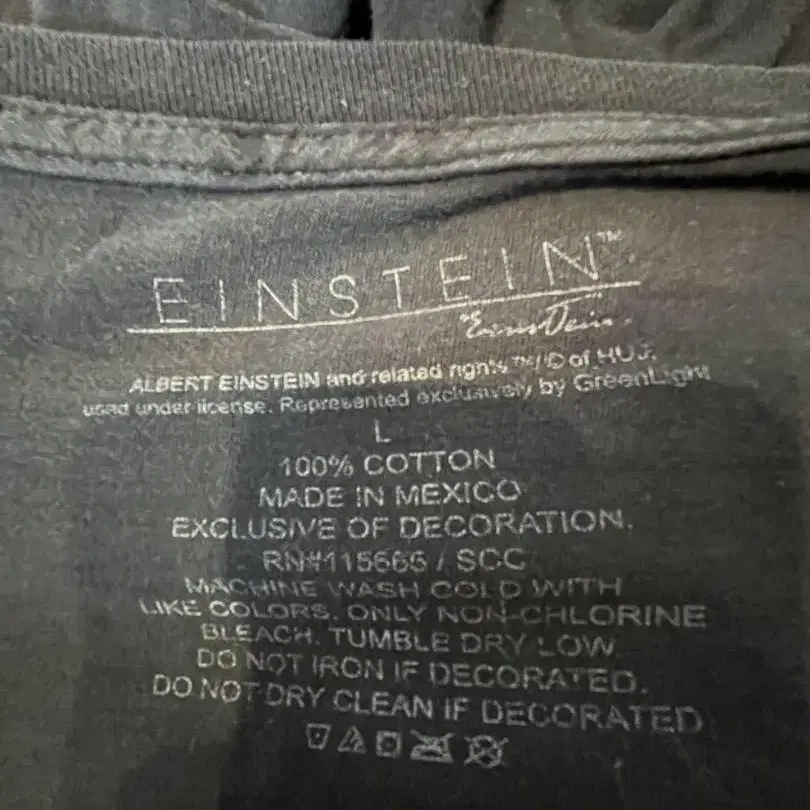 EINSTEIN™
Einstein.
ALBERT EINSTEIN and related rights ™/© of HUJ.
used under license. Represented exclusively by GreenLight
L
100% COTTON
MADE IN MEXICO
EXCLUSIVE OF DECORATION.
RN#115666 / SCC
MACHINE WASH COLD WITH
LIKE COLORS. ONLY NON-CHLORINE
BLEACH. TUMBLE DRY LOW.
DO NOT IRON IF DECORATED.
DO NOT DRY CLEAN IF DECORATED